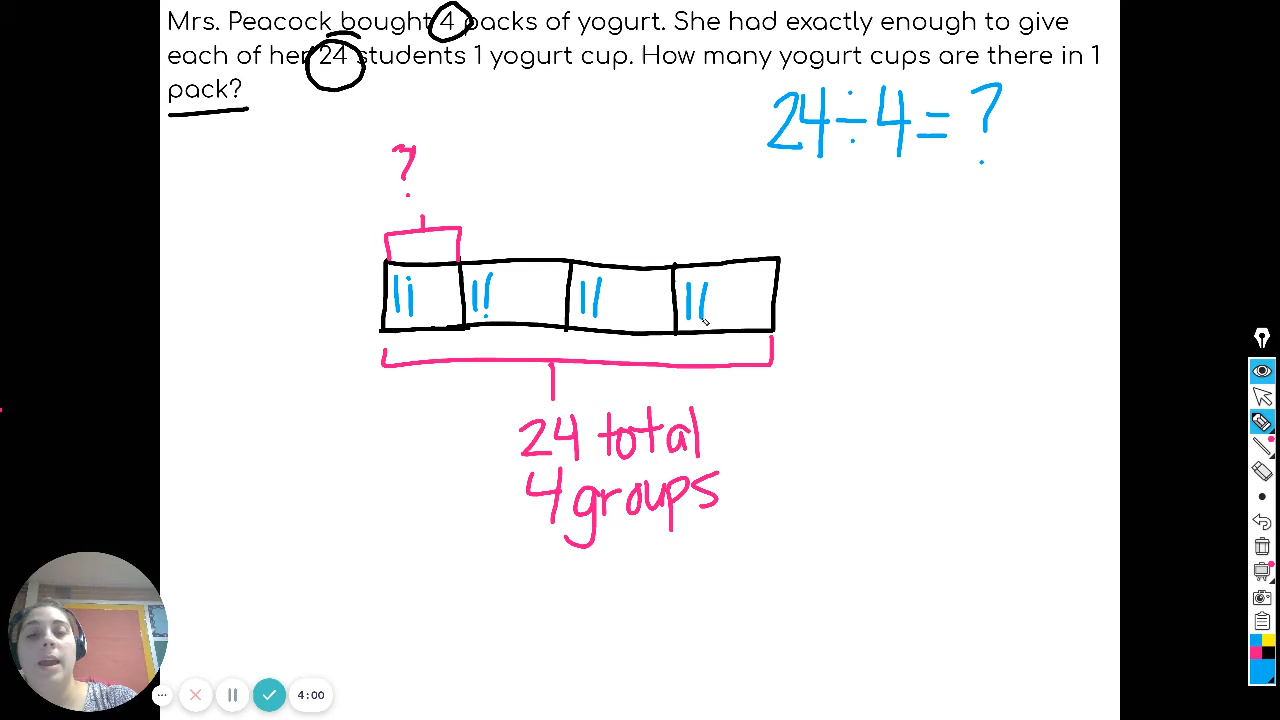 Mrs. Peacock bought 4 packs of yogurt. She had exactly enough to give
each of her 24 students 1 yogurt cup. How many yogurt cups are there in 1
pack?
24÷4=?
?
24 total
4 groups
4:00